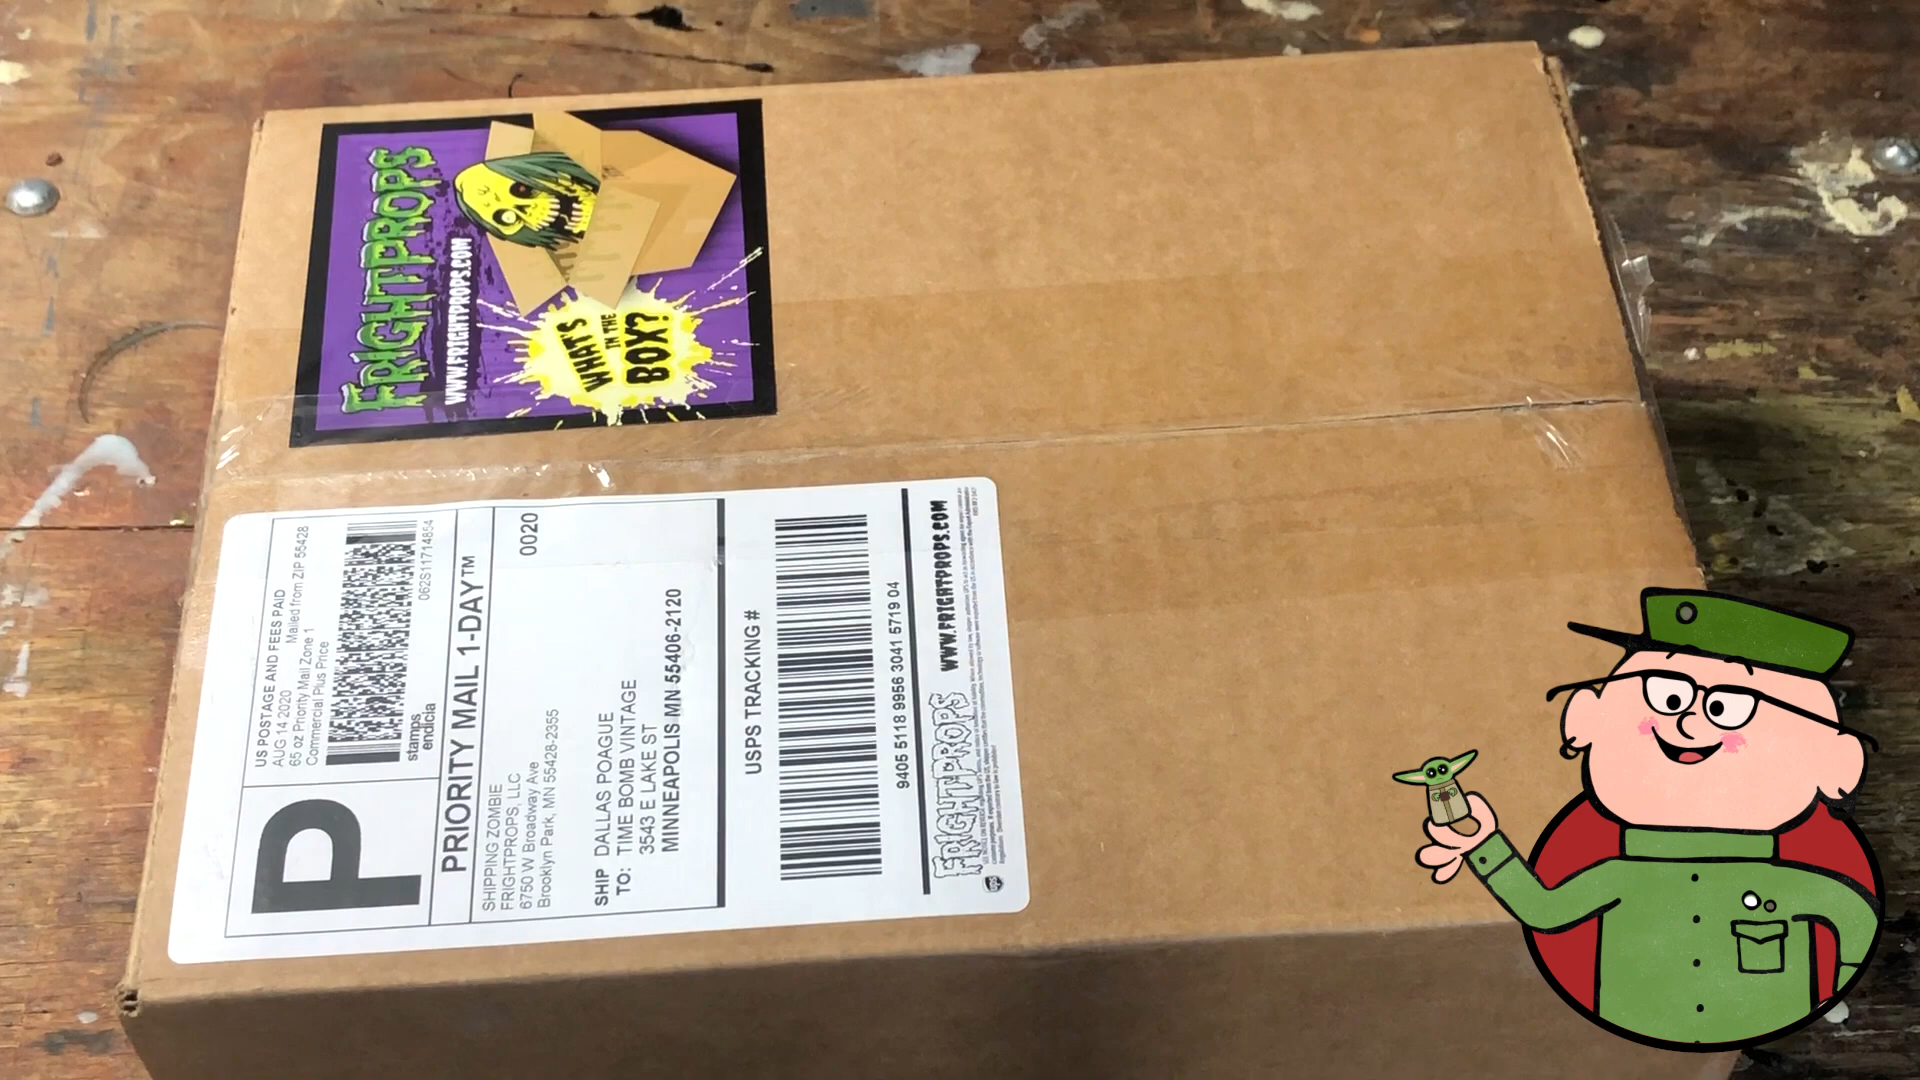 FRIGHTPROPS
WWW.FRIGHTPROPS.COM
WHAT'S
IN THE
BOX?
P
US POSTAGE AND FEES PAID
AUG 14 2020 Mailed from ZIP 55428
65 oz Priority Mail Zone 1
Commercial Plus Price
062S11714854
stamps
endicia
PRIORITY MAIL 1-DAY™
SHIPPING ZOMBIE
FRIGHTPROPS, LLC
6750 W Broadway Ave
Brooklyn Park, MN 55428-2355
0020
SHIP
TO:
DALLAS POAGUE
TIME BOMB VINTAGE
3543 E LAKE ST
MINNEAPOLIS MN 55406-2120
USPS TRACKING #
9405 5118 9956 3041 5719 04
FRIGHTPROPS WWW.FRIGHTPROPS.COM